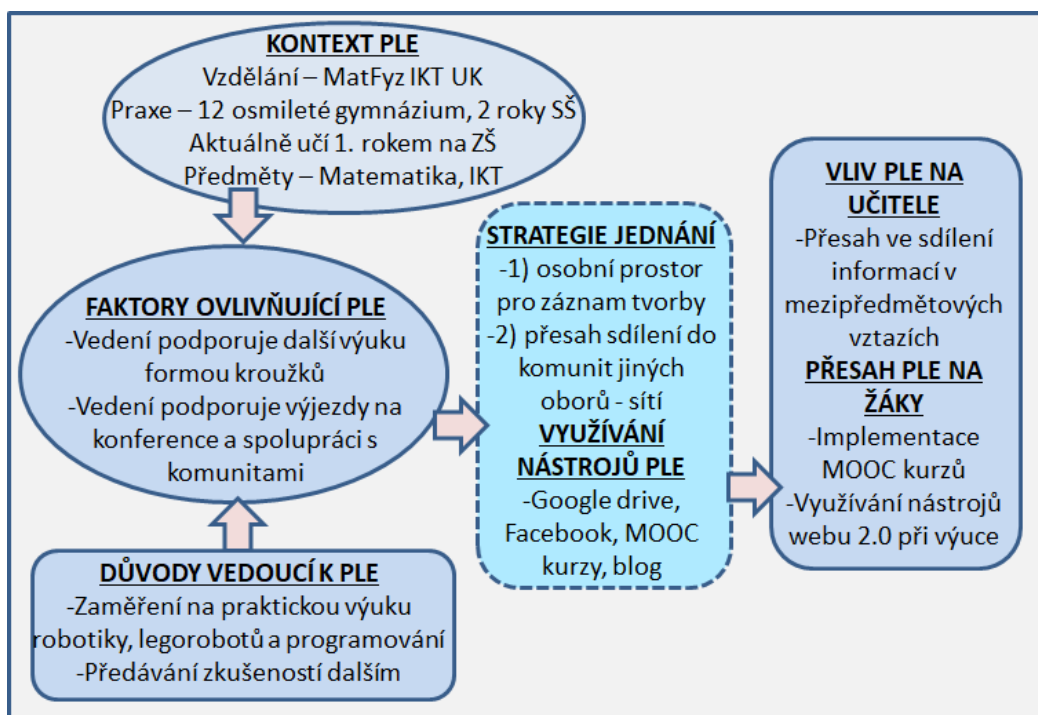 KONTEXT PLE
Vzdělání – MatFyz IKT UK
Praxe – 12 osmileté gymnázium, 2 roky SŠ
Aktuálně učí 1. rokem na ZŠ
Předměty – Matematika, IKT
FAKTORY OVLIVŇUJÍCÍ PLE
-Vedení podporuje další výuku
formou kroužků
-Vedení podporuje výjezdy na
konference a spolupráci s
komunitami
DŮVODY VEDOUCÍ K PLE
-Zaměření na praktickou výuku
robotiky, legorobotů a programování
-Předávání zkušeností dalším
STRATEGIE JEDNÁNÍ
-1) osobní prostor
pro záznam tvorby
-2) přesah sdílení do
komunit jiných
oborů - sítí
VYUŽÍVÁNÍ
NÁSTROJŮ PLE
-Google drive,
Facebook, MOOC
kurzy, blog
VLIV PLE NA
UČITELE
-Přesah ve sdílení
informací v
mezipředmětových
vztazích
PŘESAH PLE NA
ŽÁKY
-Implementace
MOOC kurzů
-Využívání nástrojů
webu 2.0 při výuce